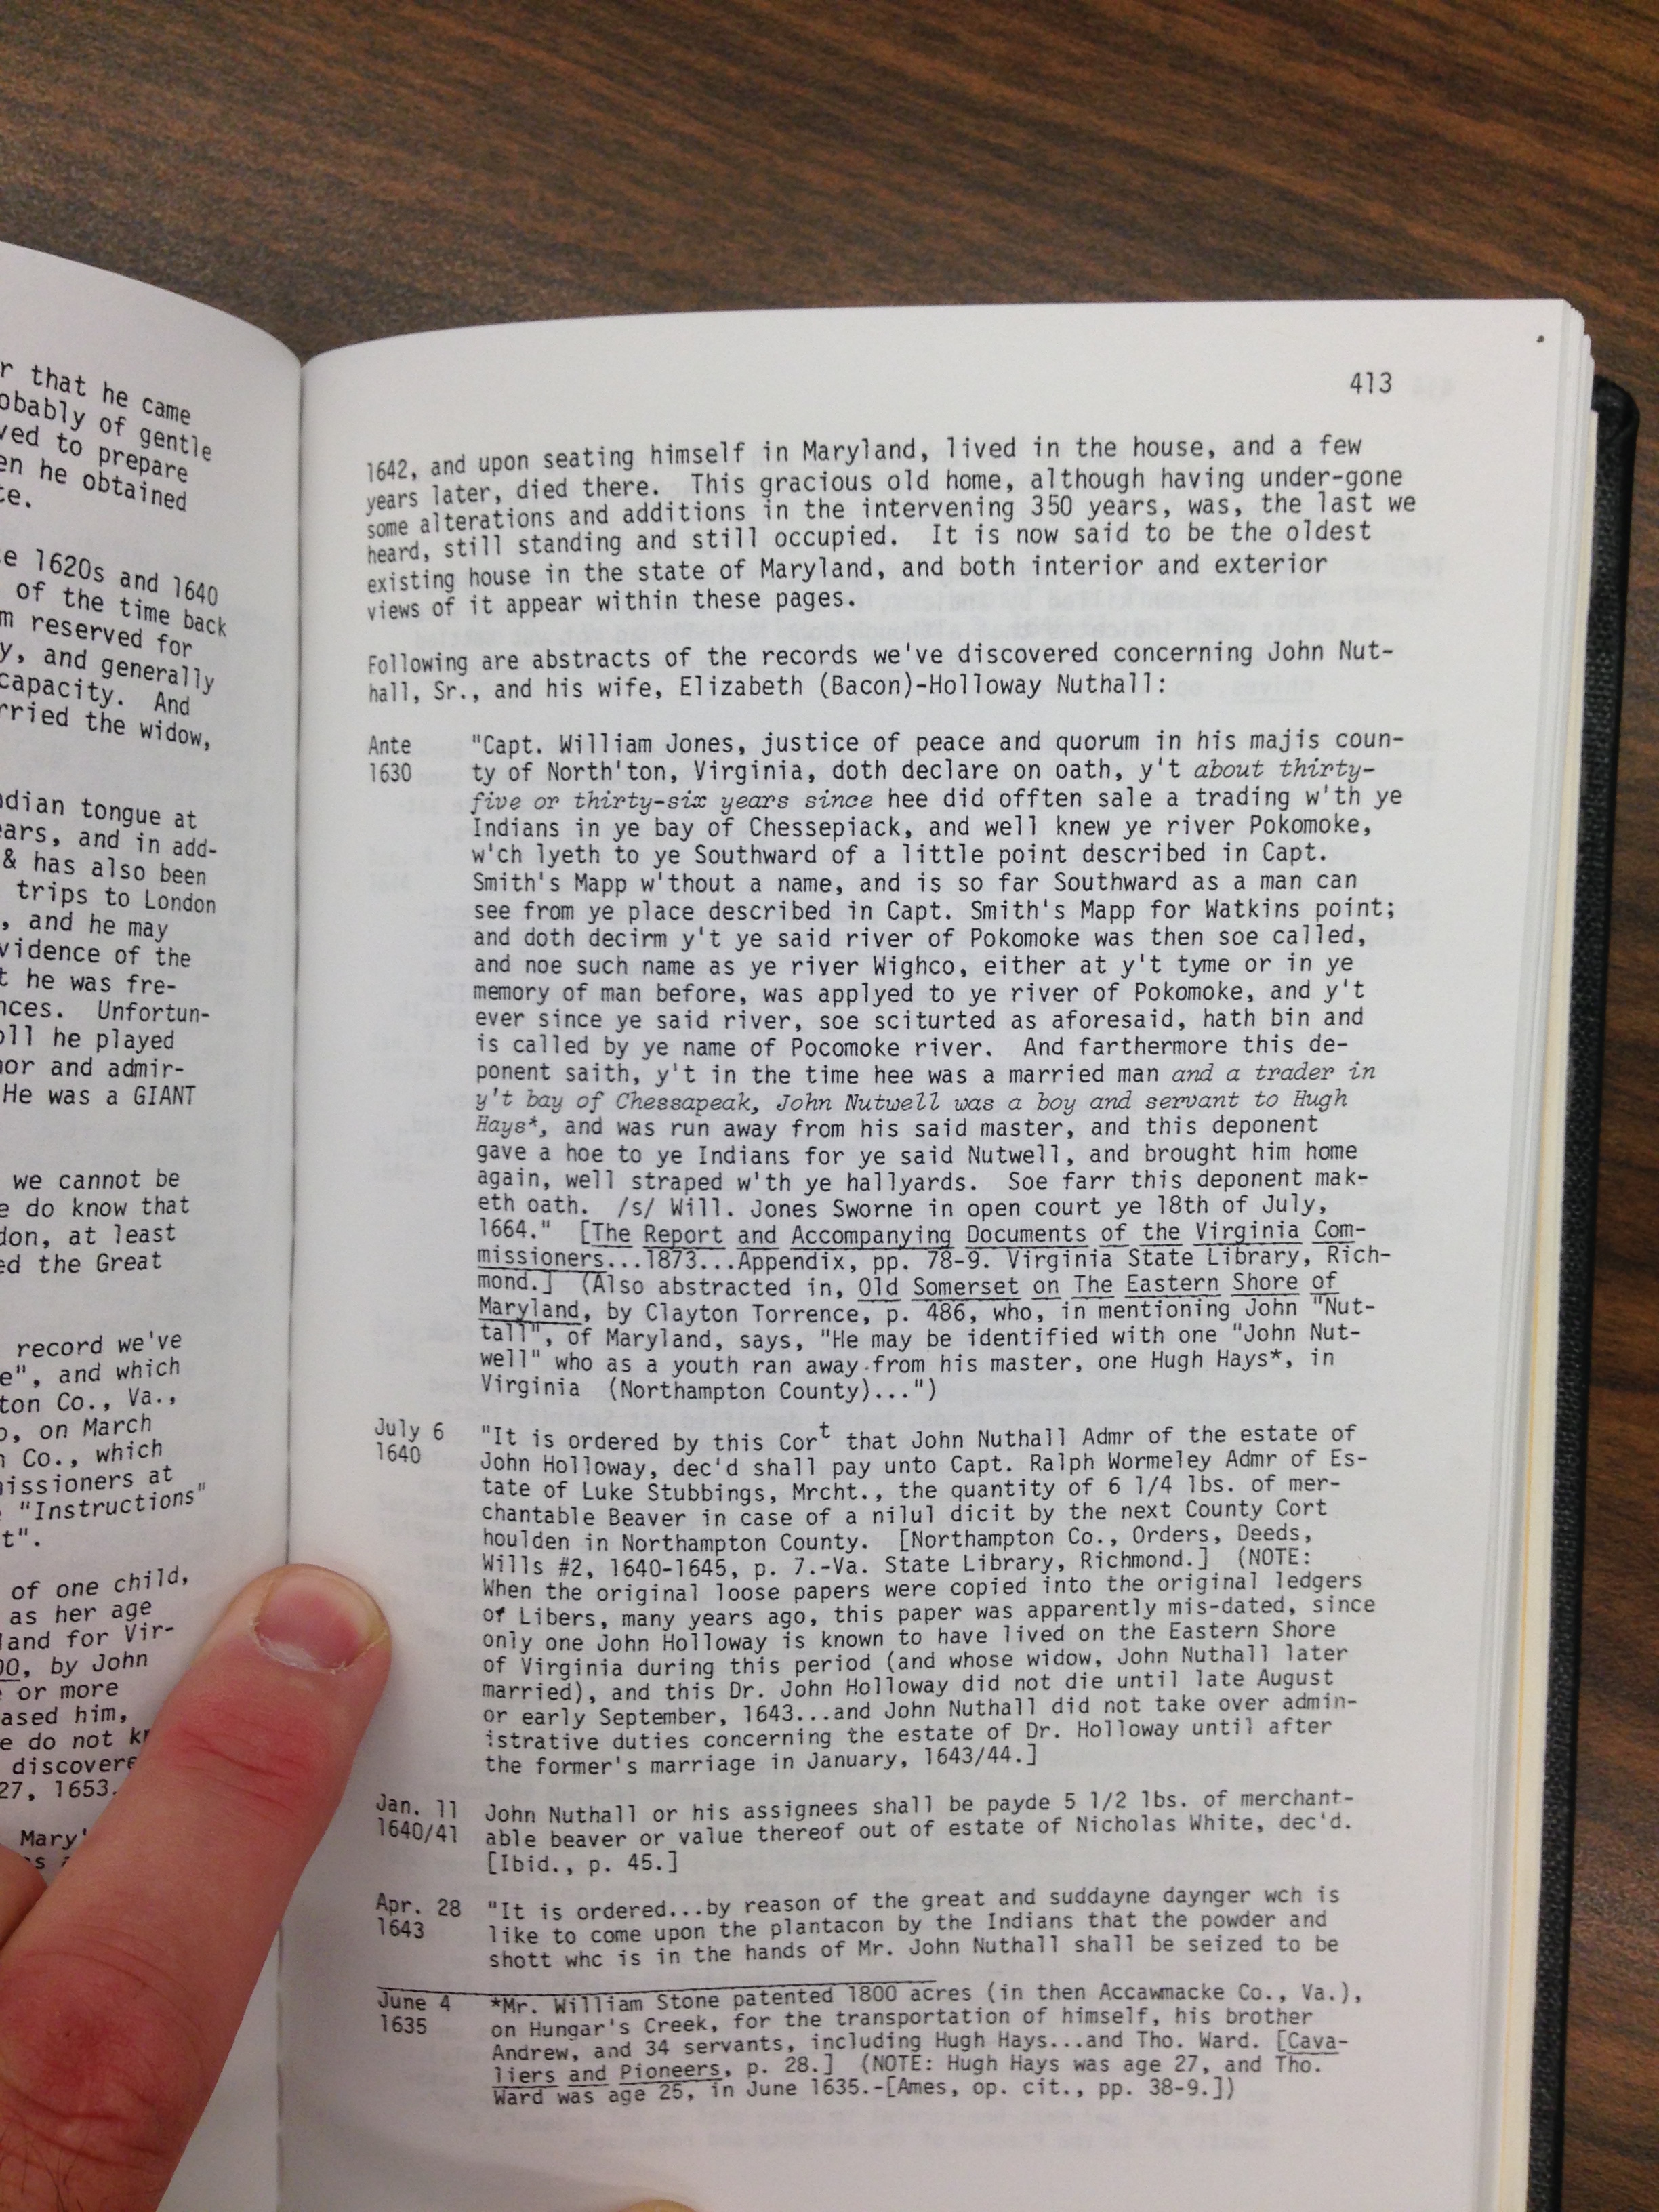 r that he came
obably of gentle
ved to prepare
en he obtained
ce.
e 1620s and 1640
of the time back
m reserved for
y, and generally
capacity. And
rried the widow,
ndian tongue at
ears, and in add-
& has also been
trips to London
, and he may
vidence of the
t he was fre-
nces. Unfortun-
oll he played
nor and admir-
He was a GIANT
we cannot be
e do know that
don, at least
ed the Great
record we've
e", and which
ton Co., Va.,
o, on March
n Co., which
missioners at
"Instructions"
t".
of one child,
as her age
land for Vir-
00, by John
or more
ased him,
e do not
discovere
27, 1653.
Mary'
413
1642, and upon seating himself in Maryland, lived in the house, and a few
years later, died there. This gracious old home, although having under-gone
some alterations and additions in the intervening 350 years, was, the last we
heard, still standing and still occupied. It is now said to be the oldest
existing house in the state of Maryland, and both interior and exterior
views of it appear within these pages.
Following are abstracts of the records we've discovered concerning John Nut-
hall, Sr., and his wife, Elizabeth (Bacon)-Holloway Nuthall:
Ante "Capt. William Jones, justice of peace and quorum in his majis coun-
1630 ty of North'ton, Virginia, doth declare on oath, y't about thirty-
five or thirty-six years since hee did offten sale a trading w'th ye
Indians in ye bay of Chessepiack, and well knew ye river Pokomoke,
w'ch lyeth to ye Southward of a little point described in Capt.
Smith's Mapp w'thout a name, and is so far Southward as a man can
see from ye place described in Capt. Smith's Mapp for Watkins point;
and doth decirm y't ye said river of Pokomoke was then soe called,
and noe such name as ye river Wighco, either at y't tyme or in ye
memory of man before, was applyed to ye river of Pokomoke, and y't
ever since ye said river, soe sciturted as aforesaid, hath bin and
is called by ye name of Pocomoke river. And farthermore this de-
ponent saith, y't in the time hee was a married man and a trader in
y't bay of Chessapeak, John Nutwell was a boy and servant to Hugh
Hays*, and was run away from his said master, and this deponent
gave a hoe to ye Indians for ye said Nutwell, and brought him home
again, well straped w'th ye hallyards. Soe farr this deponent mak-
eth oath. /s/ Will. Jones Sworne in open court ye 18th of July,
1664." [The Report and Accompanying Documents of the Virginia Com-
missioners...1873...Appendix, pp. 78-9. Virginia State Library, Rich-
mond.] (Also abstracted in, Old Somerset on The Eastern Shore of
Maryland, by Clayton Torrence, p. 486, who, in mentioning John "Nut-
tall", of Maryland, says, "He may be identified with one "John Nut-
well" who as a youth ran away from his master, one Hugh Hays*, in
Virginia (Northampton County)...")
July 6 "It is ordered by this Cort that John Nuthall Admr of the estate of
1640 John Holloway, dec'd shall pay unto Capt. Ralph Wormeley Admr of Es-
tate of Luke Stubbings, Mrcht., the quantity of 6 1/4 lbs. of mer-
chantable Beaver in case of a nilul dicit by the next County Cort
houlden in Northampton County. [Northampton Co., Orders, Deeds,
Wills #2, 1640-1645, p. 7.-Va. State Library, Richmond.] (NOTE:
When the original loose papers were copied into the original ledgers
of Libers, many years ago, this paper was apparently mis-dated, since
only one John Holloway is known to have lived on the Eastern Shore
of Virginia during this period (and whose widow, John Nuthall later
married), and this Dr. John Holloway did not die until late August
or early September, 1643...and John Nuthall did not take over admin-
istrative duties concerning the estate of Dr. Holloway until after
the former's marriage in January, 1643/44.]
Jan. 11 John Nuthall or his assignees shall be payde 5 1/2 lbs. of merchant-
1640/41 able beaver or value thereof out of estate of Nicholas White, dec'd.
[Ibid., p. 45.]
Apr. 28 "It is ordered...by reason of the great and suddayne daynger wch is
1643 like to come upon the plantacon by the Indians that the powder and
shott whc is in the hands of Mr. John Nuthall shall be seized to be
June 4 *Mr. William Stone patented 1800 acres (in then Accawmacke Co., Va.),
1635 on Hungar's Creek, for the transportation of himself, his brother
Andrew, and 34 servants, including Hugh Hays...and Tho. Ward. [Cava-
liers and Pioneers, p. 28.] (NOTE: Hugh Hays was age 27, and Tho.
Ward was age 25, in June 1635.-[Ames, op. cit., pp. 38-9.])